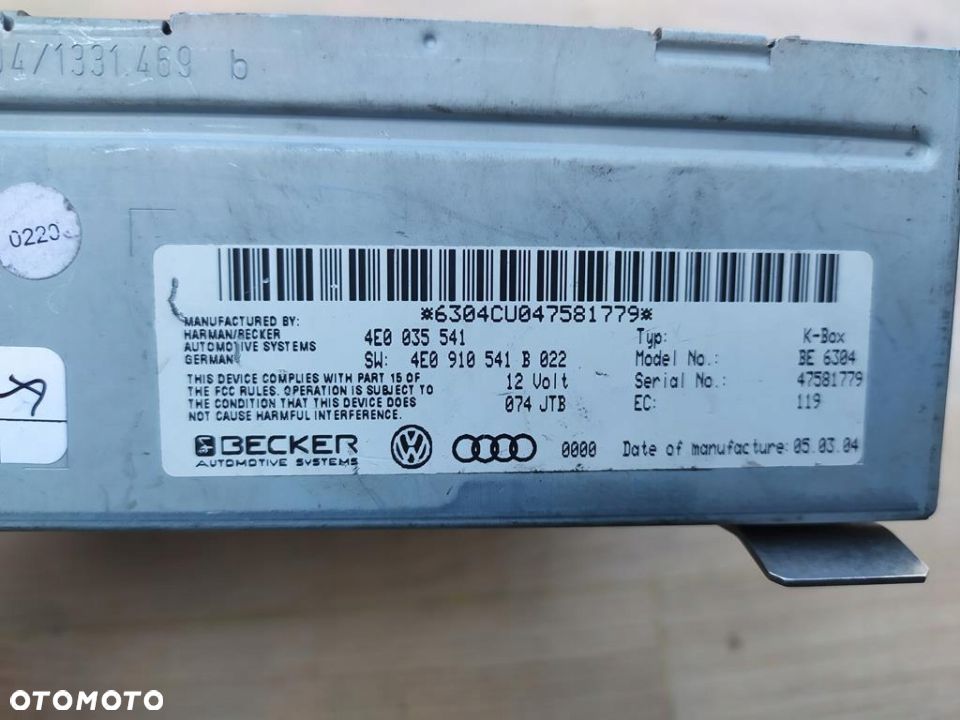 04/1331.469 b
0220
*6304CU047581779*
MANUFACTURED BY:
HARMAN/BECKER
AUTOMOTIVE SYSTEMS
GERMANY
4E0 035 541
SW: 4E0 910 541 B 022
Typ: K-Box
Model No.: BE 6304
THIS DEVICE COMPLIES WITH PART 15 OF
THE FCC RULES. OPERATION IS SUBJECT TO
THE CONDITION THAT THIS DEVICE DOES
NOT CAUSE HARMFUL INTERFERENCE.
12 Volt
074 JTB
Serial No.: 47581779
EC: 119
BECKER
AUTOMOTIVE SYSTEMS
0000
Date of manufacture: 05.03.04
OTOMOTO